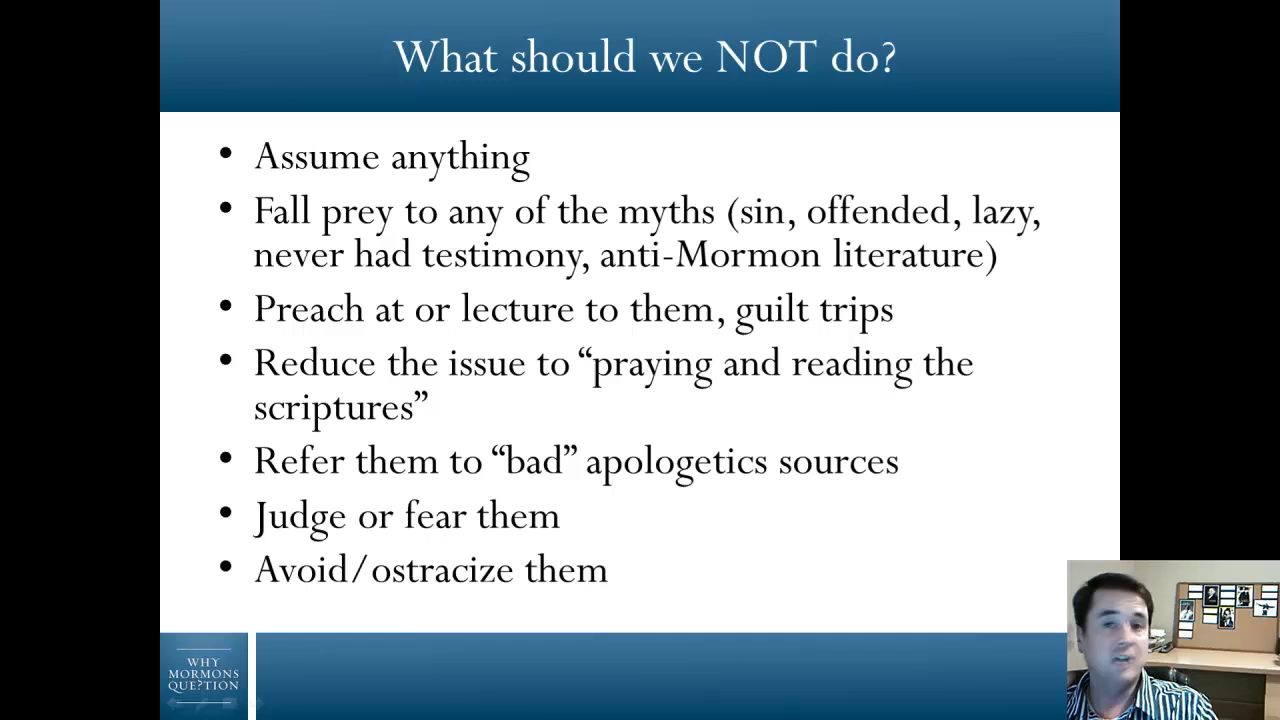 What should we NOT do?
• Assume anything
• Fall prey to any of the myths (sin, offended, lazy,
never had testimony, anti-Mormon literature)
• Preach at or lecture to them, guilt trips
• Reduce the issue to “praying and reading the
scriptures”
• Refer them to “bad” apologetics sources
• Judge or fear them
• Avoid/ostracize them
WHY
MORMONS
QUE?TION